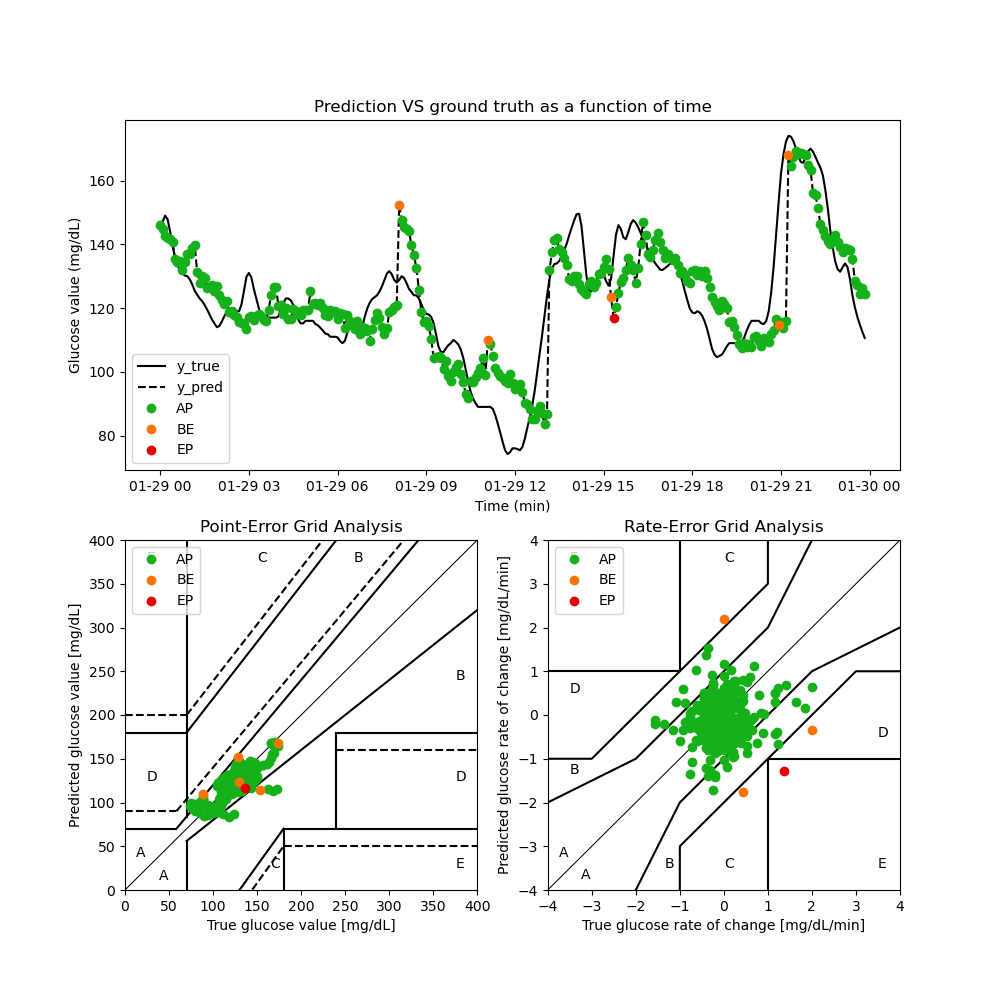 Prediction VS ground truth as a function of time
Glucose value (mg/dL)
160
140
120
100
80
y_true
y_pred
AP
BE
EP
01-29 00 01-29 03 01-29 06 01-29 09 01-29 12 01-29 15 01-29 18 01-29 21 01-30 00
Time (min)
Point-Error Grid Analysis
Predicted glucose value [mg/dL]
400
350
300
250
200
150
100
50
0
AP
BE
EP
C
B
B
D
D
A
A
C
E
0 50 100 150 200 250 300 350 400
True glucose value [mg/dL]
Rate-Error Grid Analysis
Predicted glucose rate of change [mg/dL/min]
4
3
2
1
0
−1
−2
−3
−4
AP
BE
EP
C
D
D
B
A
A
B
C
E
−4 −3 −2 −1 0 1 2 3 4
True glucose rate of change [mg/dL/min]